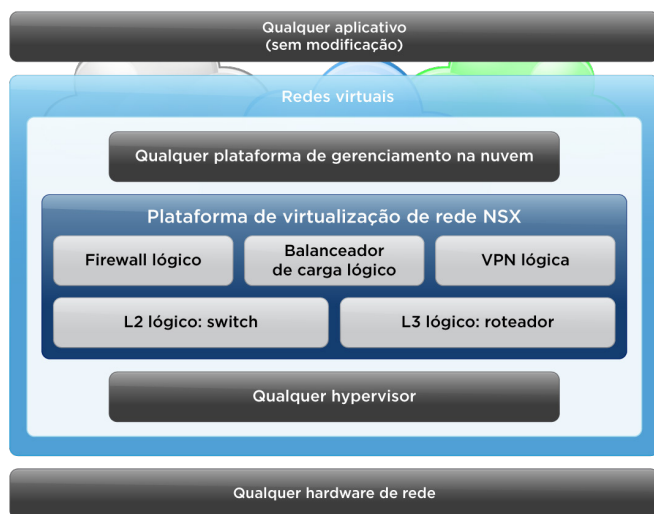 Qualquer aplicativo
(sem modificação)
Redes virtuais
Qualquer plataforma de gerenciamento na nuvem
Plataforma de virtualização de rede NSX
Firewall lógico
Balanceador
de carga lógico
VPN lógica
L2 lógico: switch
L3 lógico: roteador
Qualquer hypervisor
Qualquer hardware de rede